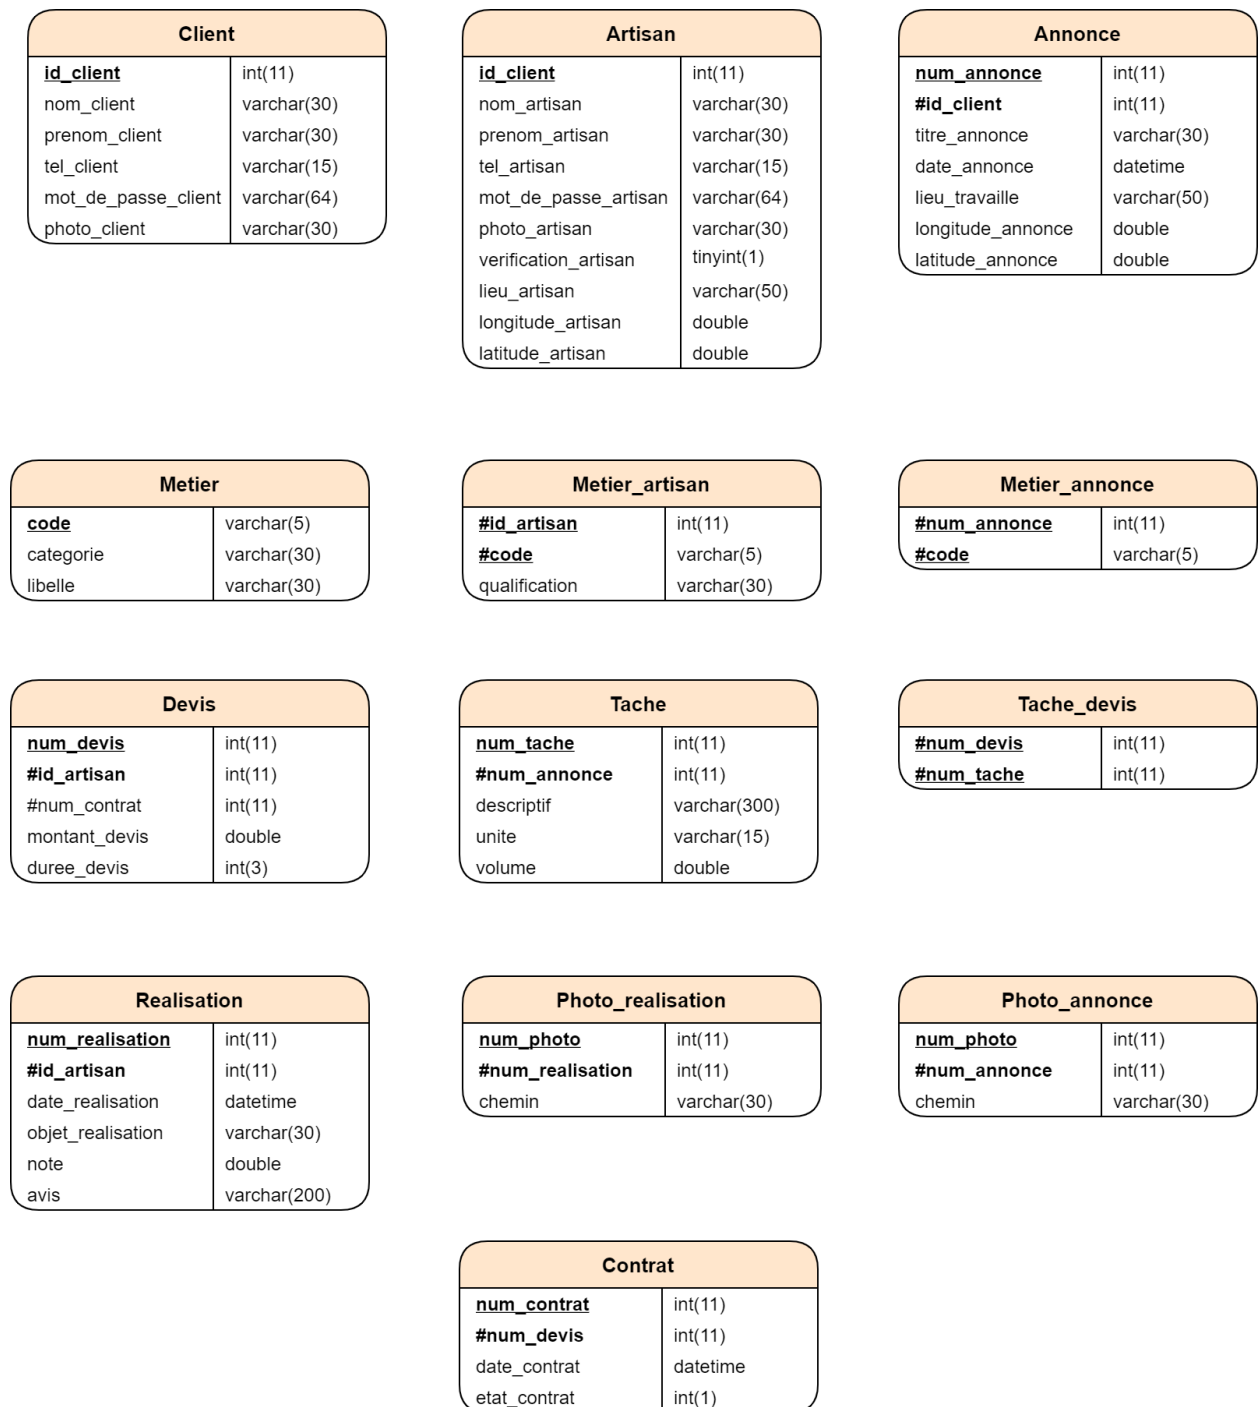 Client
id_client int(11)
nom_client varchar(30)
prenom_client varchar(30)
tel_client varchar(15)
mot_de_passe_client varchar(64)
photo_client varchar(30)
Artisan
id_client int(11)
nom_artisan varchar(30)
prenom_artisan varchar(30)
tel_artisan varchar(15)
mot_de_passe_artisan varchar(64)
photo_artisan varchar(30)
verification_artisan tinyint(1)
lieu_artisan varchar(50)
longitude_artisan double
latitude_artisan double
Annonce
num_annonce int(11)
#id_client int(11)
titre_annonce varchar(30)
date_annonce datetime
lieu_travaille varchar(50)
longitude_annonce double
latitude_annonce double
Metier
code varchar(5)
categorie varchar(30)
libelle varchar(30)
Metier_artisan
#id_artisan int(11)
#code varchar(5)
qualification varchar(30)
Metier_annonce
#num_annonce int(11)
#code varchar(5)
Devis
num_devis int(11)
#id_artisan int(11)
#num_contrat int(11)
montant_devis double
duree_devis int(3)
Tache
num_tache int(11)
#num_annonce int(11)
descriptif varchar(300)
unite varchar(15)
volume double
Tache_devis
#num_devis int(11)
#num_tache int(11)
Realisation
num_realisation int(11)
#id_artisan int(11)
date_realisation datetime
objet_realisation varchar(30)
note double
avis varchar(200)
Photo_realisation
num_photo int(11)
#num_realisation int(11)
chemin varchar(30)
Photo_annonce
num_photo int(11)
#num_annonce int(11)
chemin varchar(30)
Contrat
num_contrat int(11)
#num_devis int(11)
date_contrat datetime
etat_contrat int(1)